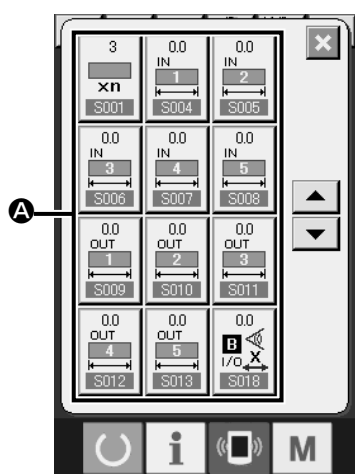 3 0.0 0.0
IN IN
xn 1 2
S001 S004 S005
0.0 0.0 0.0
IN IN IN
3 4 5
S006 S007 S008
0.0 0.0 0.0
OUT OUT OUT
1 2 3
S009 S010 S011
0.0 0.0 0.0
OUT OUT B
4 5 I/O X
S012 S013 S018
A
i M